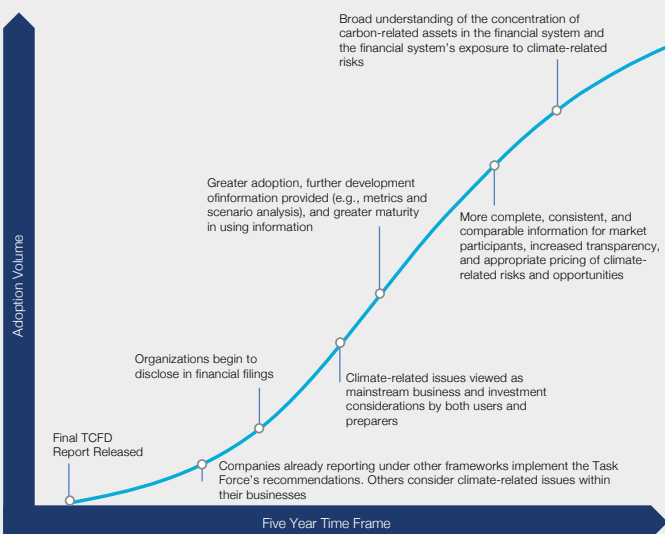 Broad understanding of the concentration of
carbon-related assets in the financial system and
the financial system's exposure to climate-related
risks
Greater adoption, further development
ofinformation provided (e.g., metrics and
scenario analysis), and greater maturity
in using information
More complete, consistent, and
comparable information for market
participants, increased transparency,
and appropriate pricing of climate-
related risks and opportunities
Adoption Volume
Organizations begin to
disclose in financial filings
Climate-related issues viewed as
mainstream business and investment
considerations by both users and
preparers
Final TCFD
Report Released
Companies already reporting under other frameworks implement the Task
Force's recommendations. Others consider climate-related issues within
their businesses
Five Year Time Frame